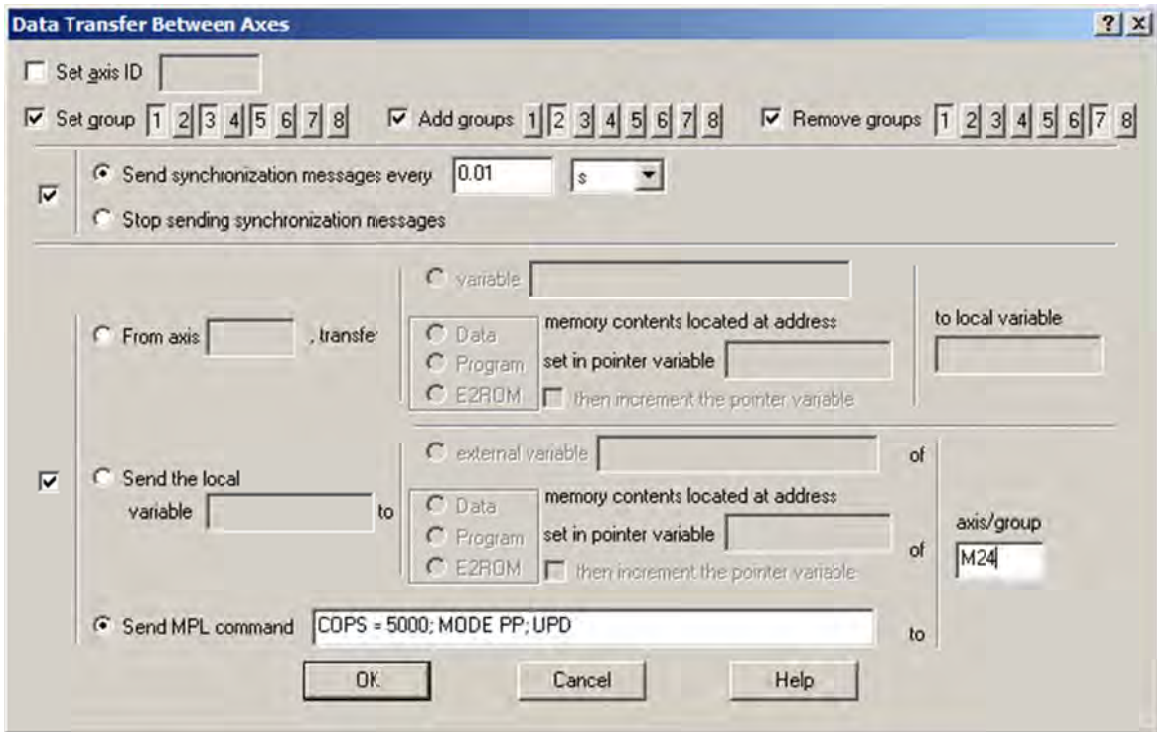 Data Transfer Between Axes
Set axis ID
Set group 1 2 3 4 5 6 7 8 Add groups 1 2 3 4 5 6 7 8 Remove groups 1 2 3 4 5 6 7 8
Send synchronization messages every 0.01 s
Stop sending synchronization messages
variable
From axis , transfer
Data
Program
E2ROM
memory contents located at address
set in pointer variable
then increment the pointer variable
to local variable
Send the local
variable to
external variable of
Data
Program
E2ROM
memory contents located at address
set in pointer variable of
then increment the pointer variable
axis/group
M24
Send MPL command COPS = 5000; MODE PP; UPD to
OK Cancel Help